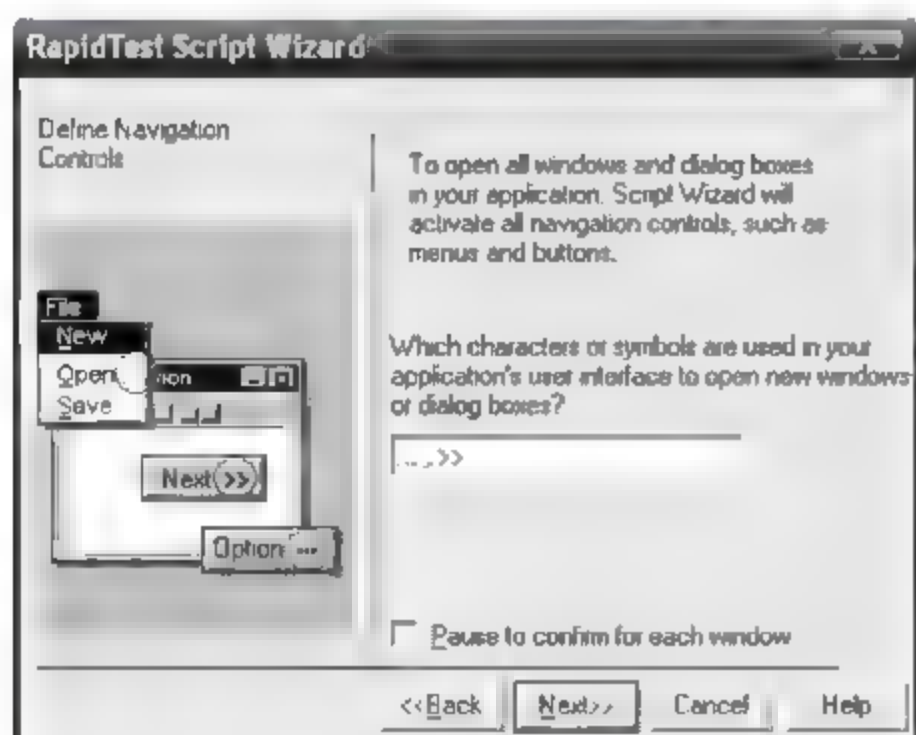 RapidTest Script Wizard
Define Navigation
Controls
To open all windows and dialog boxes
in your application. Script Wizard will
activate all navigation controls, such as
menus and buttons.
File
New
Open
Save
Next >>
Option ...
Which characters or symbols are used in your
application's user interface to open new windows
or dialog boxes?
...,>>
Pause to confirm for each window
<<Back
Next>>
Cancel
Help